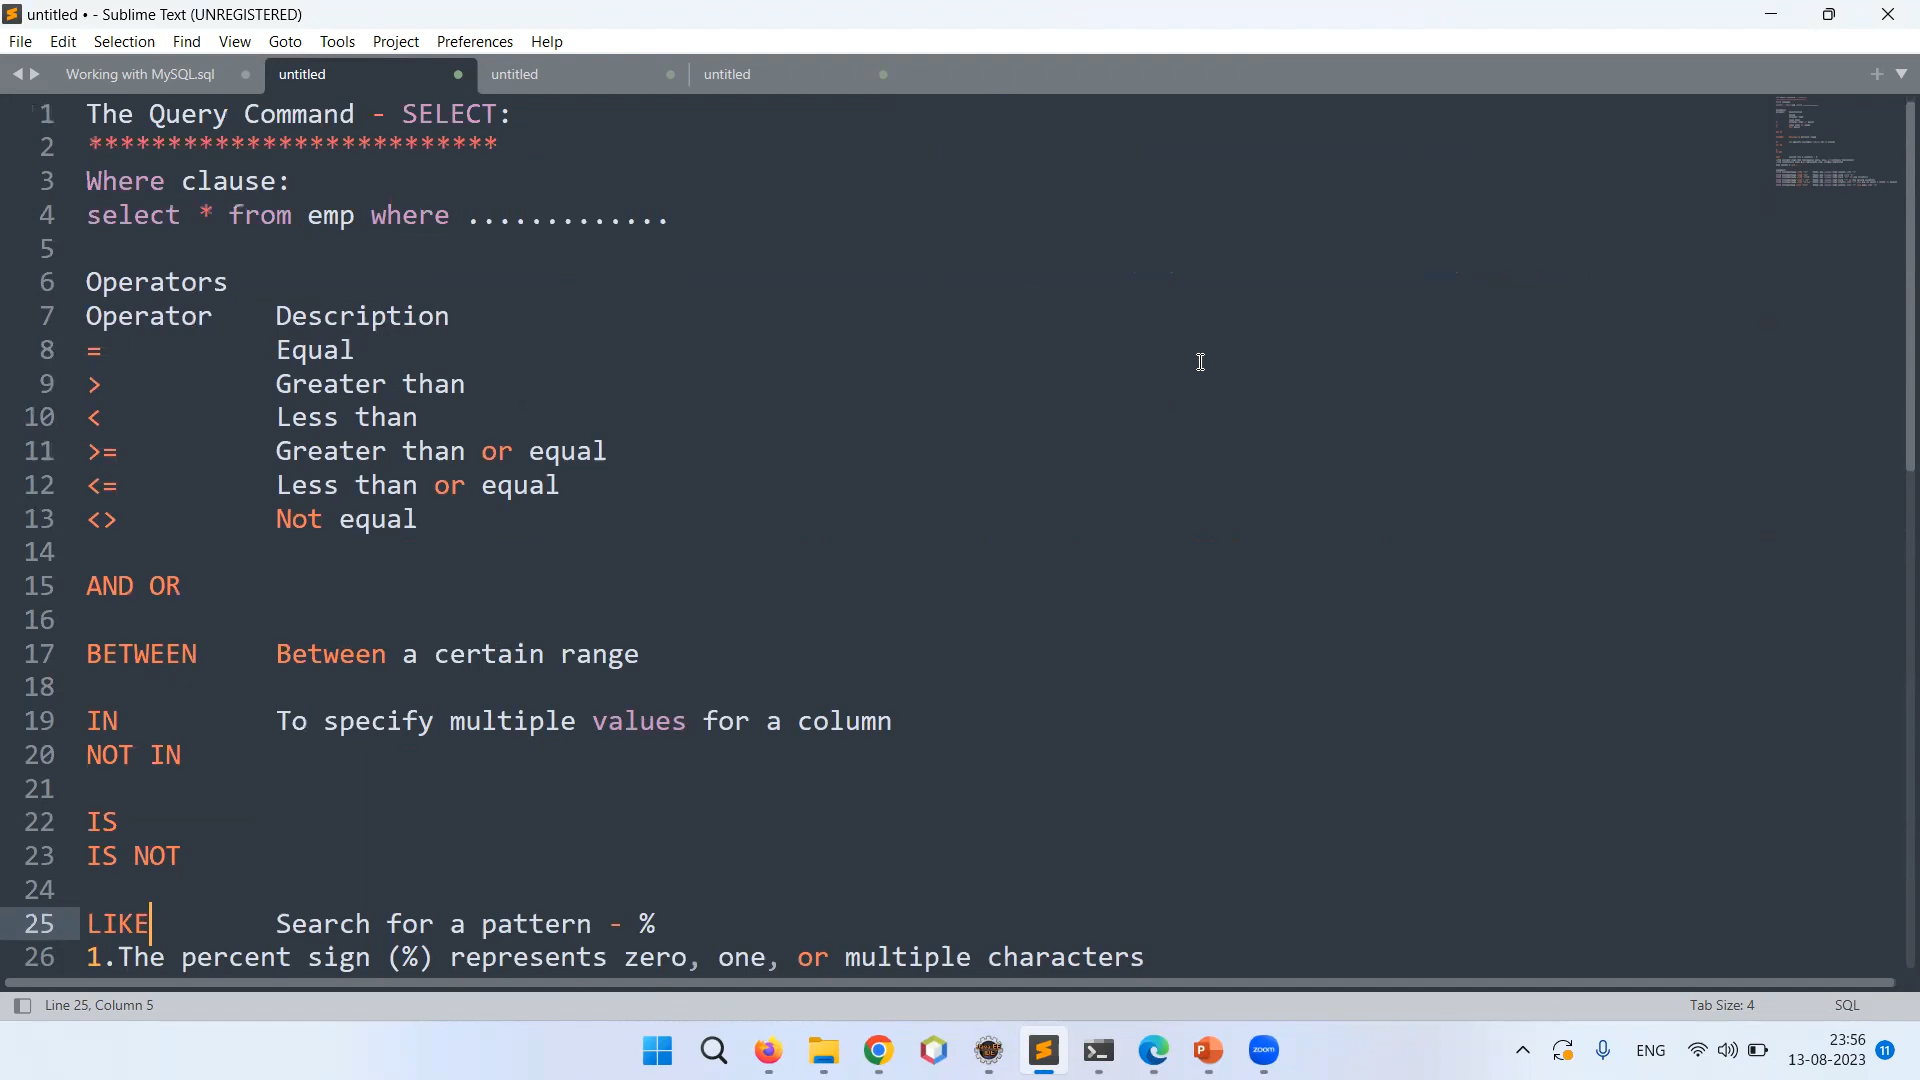 untitled • - Sublime Text (UNREGISTERED)
File Edit Selection Find View Goto Tools Project Preferences Help
Working with MySQL.sql untitled untitled untitled
1 The Query Command - SELECT:
2 **************************
3 Where clause:
4 select * from emp where .............
5
6 Operators
7 Operator Description
8 = Equal
9 > Greater than
10 < Less than
11 >= Greater than or equal
12 <= Less than or equal
13 <> Not equal
14
15 AND OR
16
17 BETWEEN Between a certain range
18
19 IN To specify multiple values for a column
20 NOT IN
21
22 IS
23 IS NOT
24
25 LIKE Search for a pattern - %
26 1.The percent sign (%) represents zero, one, or multiple characters
Line 25, Column 5 Tab Size: 4 SQL
zoom ENG 23:56
13-08-2023 11